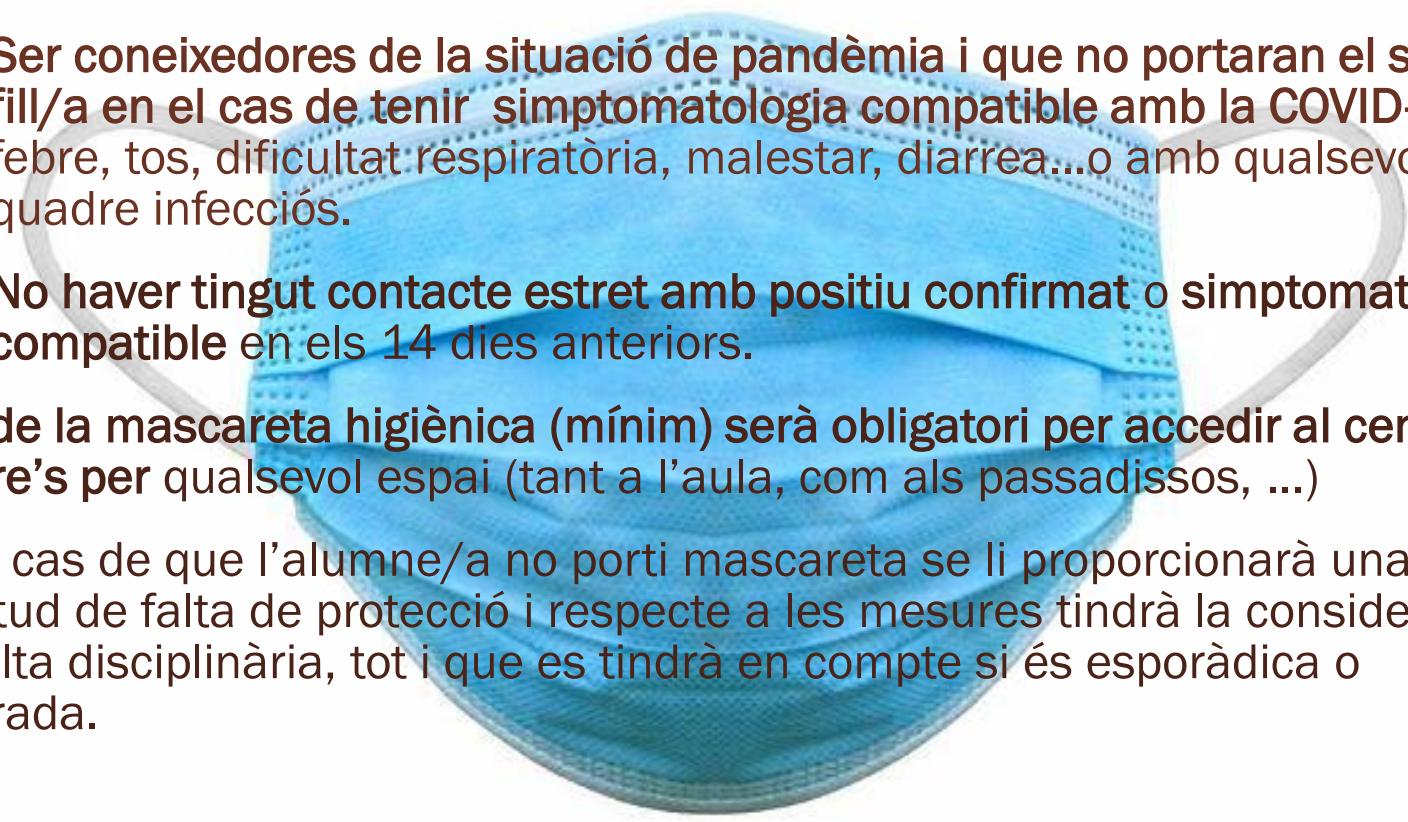 Ser coneixedores de la situació de pandèmia i que no portaran el s
fill/a en el cas de tenir simptomatologia compatible amb la COVID-
febre, tos, dificultat respiratòria, malestar, diarrea...o amb qualsevo
quadre infecciós.
No haver tingut contacte estret amb positiu confirmat o simptomat
compatible en els 14 dies anteriors.
de la mascareta higiènica (mínim) serà obligatori per accedir al cen
re’s per qualsevol espai (tant a l’aula, com als passadissos, ...)
cas de que l’alumne/a no porti mascareta se li proporcionarà una
tud de falta de protecció i respecte a les mesures tindrà la conside
lta disciplinària, tot i que es tindrà en compte si és esporàdica o
rada.